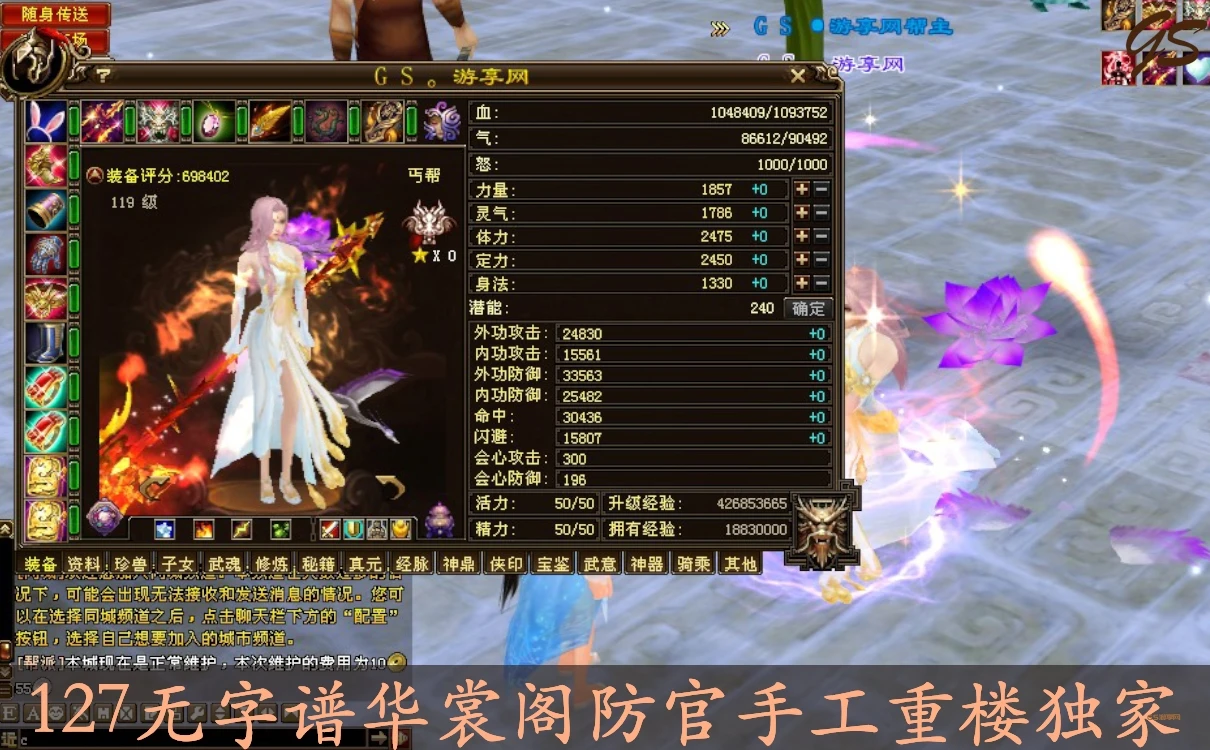 随身传送
GS●游享网帮主
游享网
GS
GS。游享网
装备评分:698402
丐帮
119 级
X 0
血: 1048409/1093752
气: 86612/90492
怒: 1000/1000
力量: 1857 +0
灵气: 1786 +0
体力: 2475 +0
定力: 2450 +0
身法: 1330 +0
潜能: 240 确定
外功攻击: 24830 +0
内功攻击: 15561 +0
外功防御: 33563 +0
内功防御: 25482 +0
命中: 30436 +0
闪避: 15807 +0
会心攻击: 300
会心防御: 196
活力: 50/50 升级经验: 426853665
精力: 50/50 拥有经验: 18830000
装备 资料 珍兽 子女 武魂 修炼 秘籍 真元 经脉 神鼎 侠印 宝鉴 武意 神器 骑乘 其他
况下，可能会出现无法接收和发送消息的情况。您可
以在选择同城频道之后，点击聊天栏下方的“配置”
按钮，选择自己想要加入的城市频道。
[帮派]本城现在是正常维护，本次维护的费用为10
55
127无字谱华裳阁防官手工重楼独家